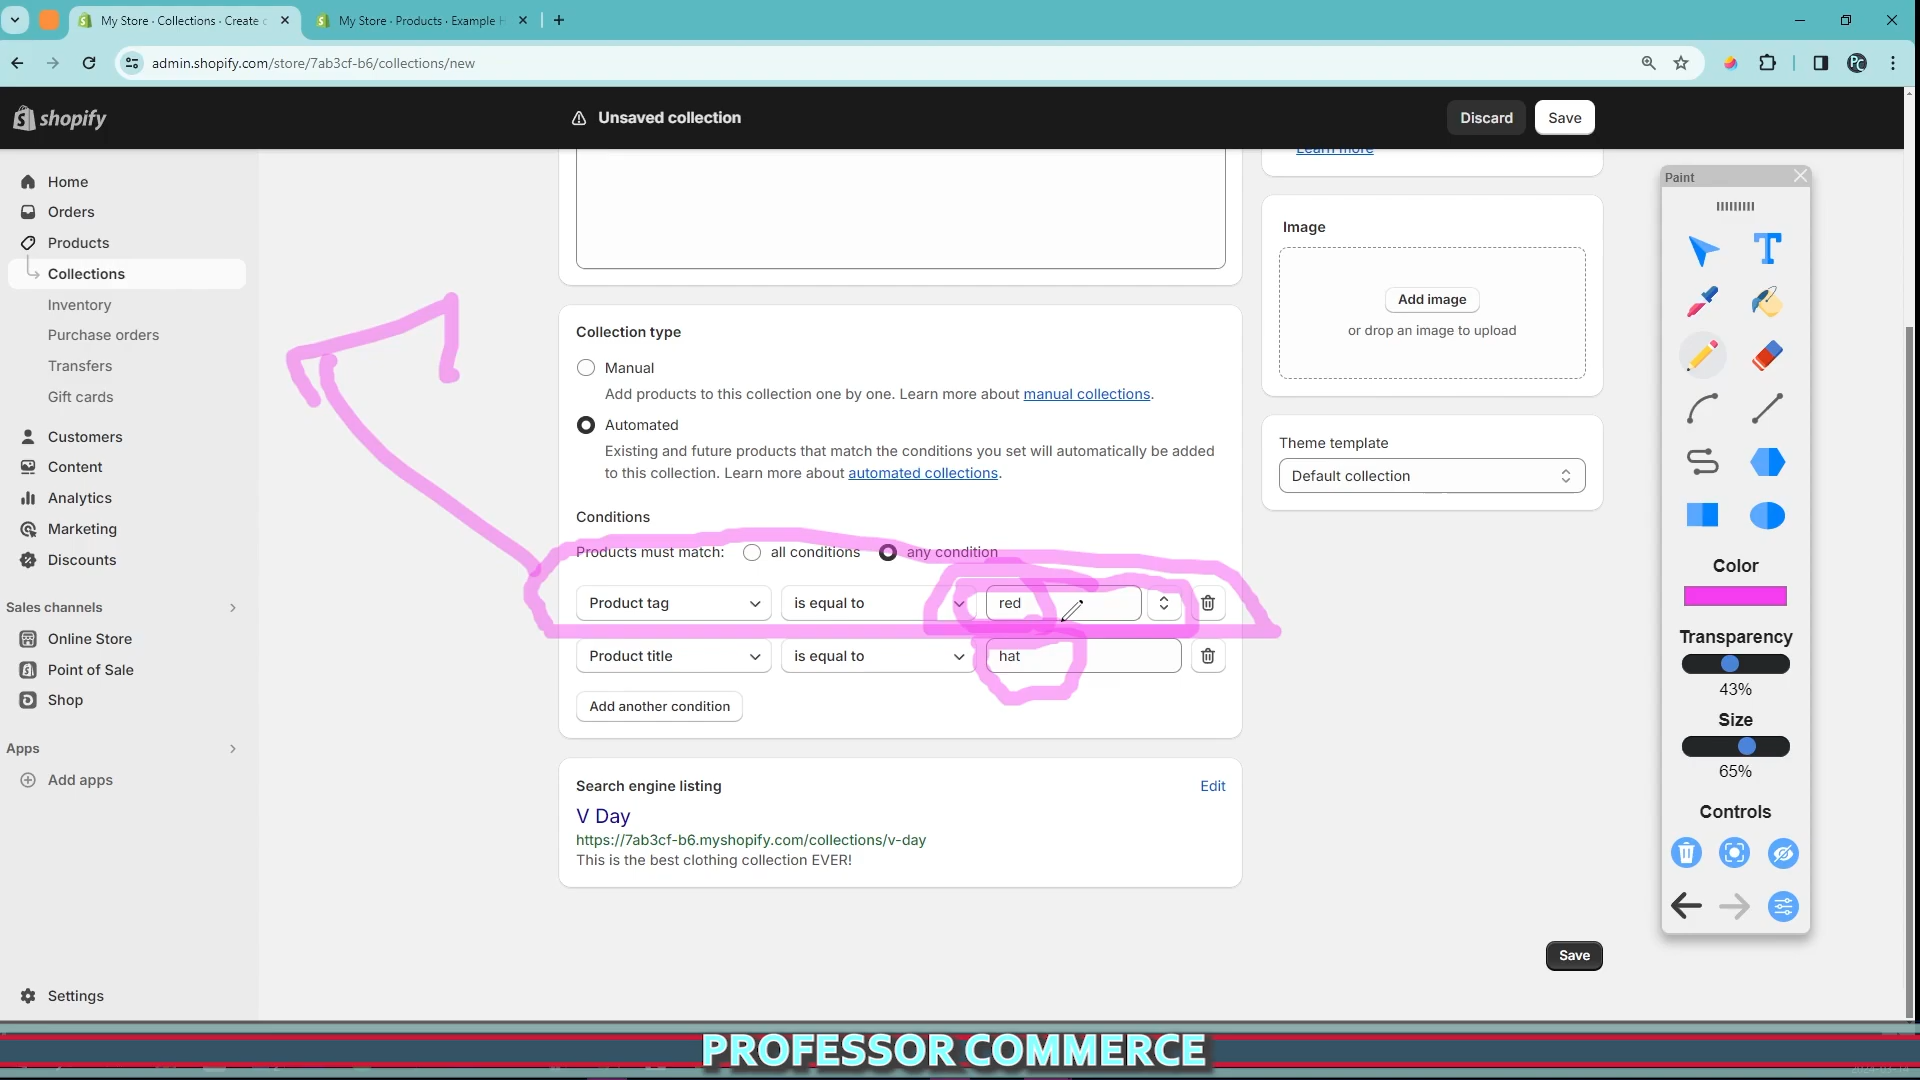 My Store · Collections · Create c
My Store · Products · Example H
admin.shopify.com/store/7ab3cf-b6/collections/new
PC
shopify
Unsaved collection
Discard
Save
Learn more
Home
Orders
Products
Collections
Inventory
Purchase orders
Transfers
Gift cards
Customers
Content
Analytics
Marketing
Discounts
Sales channels
Online Store
Point of Sale
Shop
Apps
Add apps
Settings
Collection type
Manual
Add products to this collection one by one. Learn more about manual collections.
Automated
Existing and future products that match the conditions you set will automatically be added
to this collection. Learn more about automated collections.
Conditions
Products must match: all conditions any condition
Product tag is equal to red
Product title is equal to hat
Add another condition
Search engine listing
Edit
V Day
https://7ab3cf-b6.myshopify.com/collections/v-day
This is the best clothing collection EVER!
Image
Add image
or drop an image to upload
Theme template
Default collection
Save
Paint
T
Color
Transparency
43%
Size
65%
Controls
PROFESSOR COMMERCE